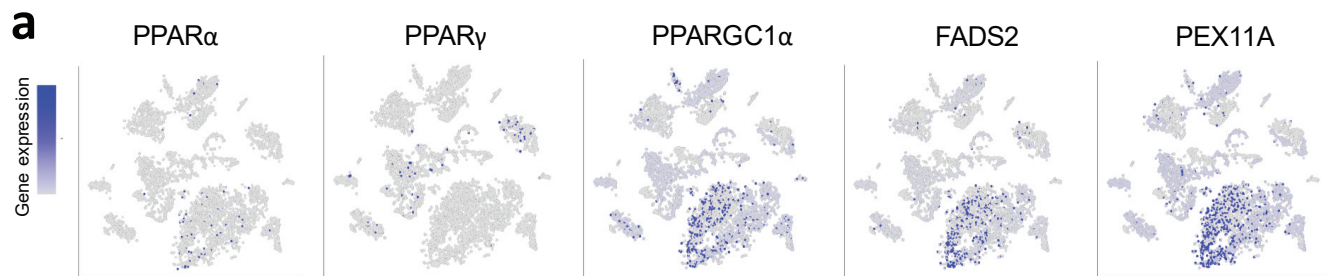 a
PPARα
PPARγ
PPARGC1α
FADS2
PEX11A
Gene expression